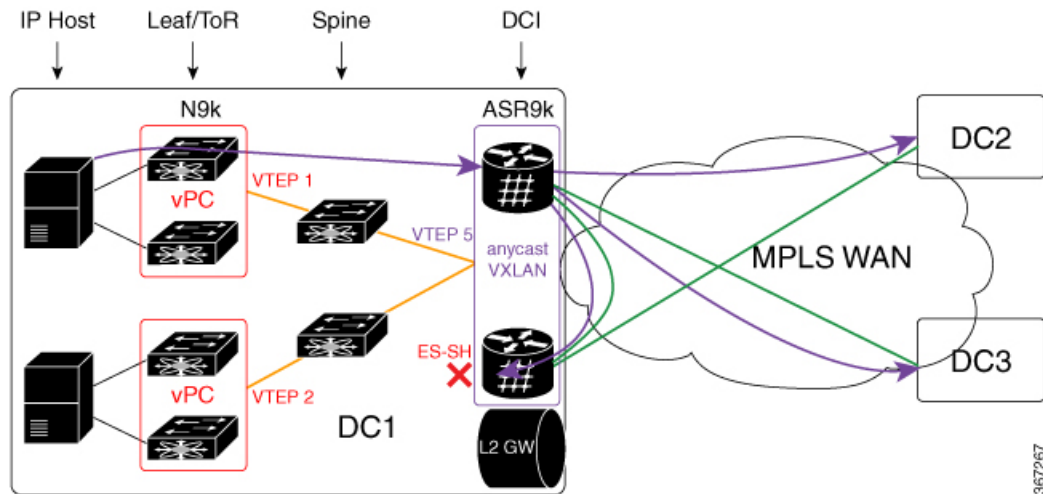 IP Host
Leaf/ToR
Spine
DCI
N9k
ASR9k
vPC
VTEP 1
VTEP 5
anycast
VXLAN
DC2
MPLS WAN
ES-SH
vPC
VTEP 2
DC1
L2 GW
DC3
367267